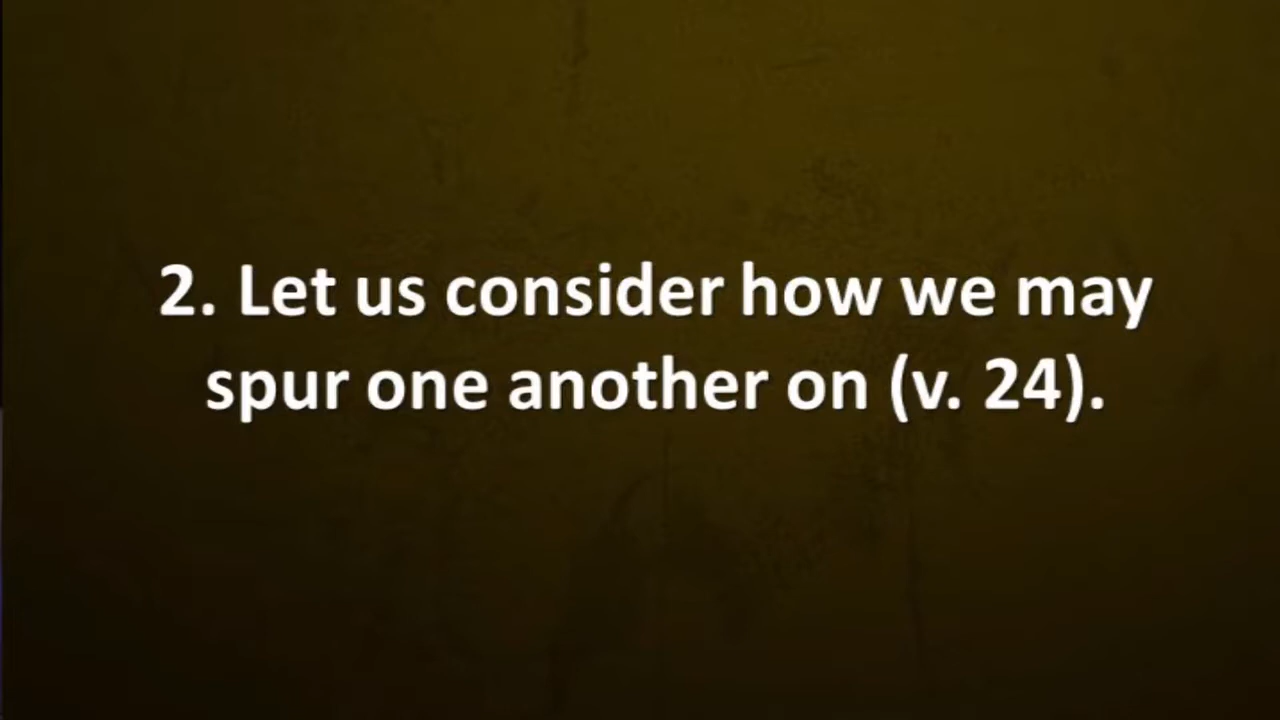 2. Let us consider how we may
spur one another on (v. 24).